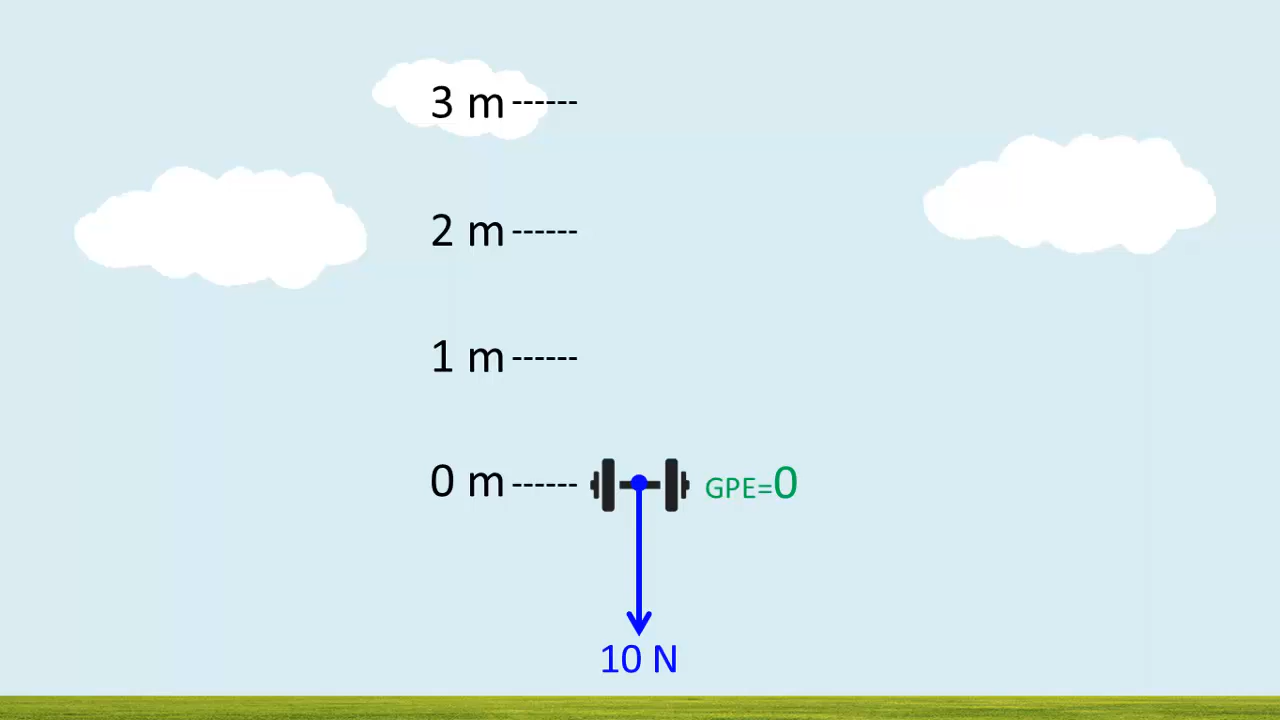 3 m ------
2 m ------
1 m ------
0 m ------ GPE=0
10 N